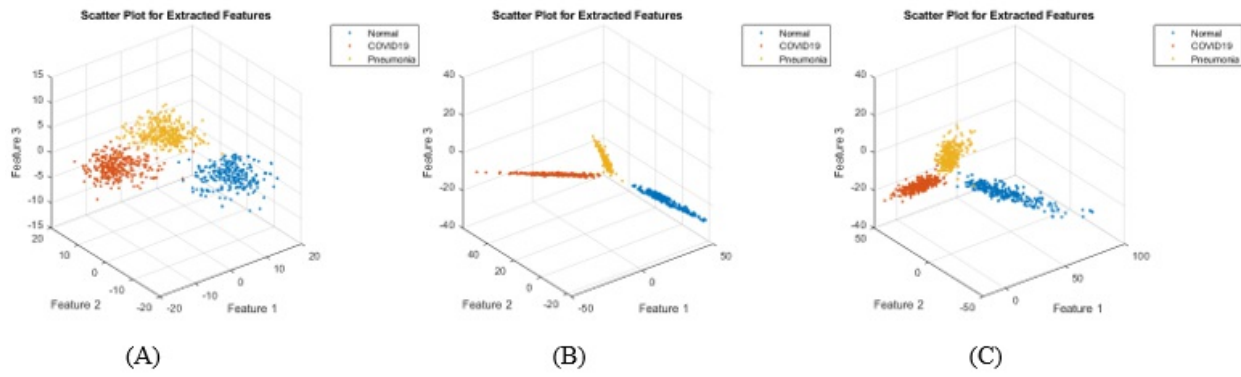 Scatter Plot for Extracted Features
Normal
COVID19
Pneumonia
15
10
5
0
-5
-10
-15
Feature 3
20
10
0
-10
-20
Feature 2
-20
-10
0
10
20
Feature 1
(A)
Scatter Plot for Extracted Features
Normal
COVID19
Pneumonia
40
20
0
-20
-40
Feature 3
40
20
0
-20
Feature 2
-50
0
50
Feature 1
(B)
Scatter Plot for Extracted Features
Normal
COVID19
Pneumonia
40
20
0
-20
-40
Feature 3
50
0
-50
Feature 2
0
50
100
Feature 1
(C)